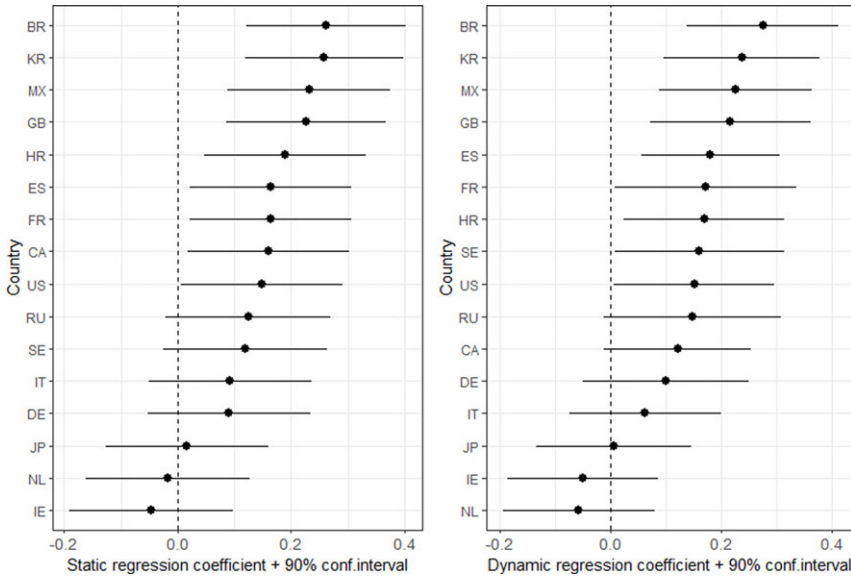 Country
BR
KR
MX
GB
HR
ES
FR
CA
US
RU
SE
IT
DE
JP
NL
IE
-0.2 0.0 0.2 0.4
Static regression coefficient + 90% conf.interval
Country
BR
KR
MX
GB
ES
FR
HR
SE
US
RU
CA
DE
IT
JP
IE
NL
-0.2 0.0 0.2 0.4
Dynamic regression coefficient + 90% conf.interval